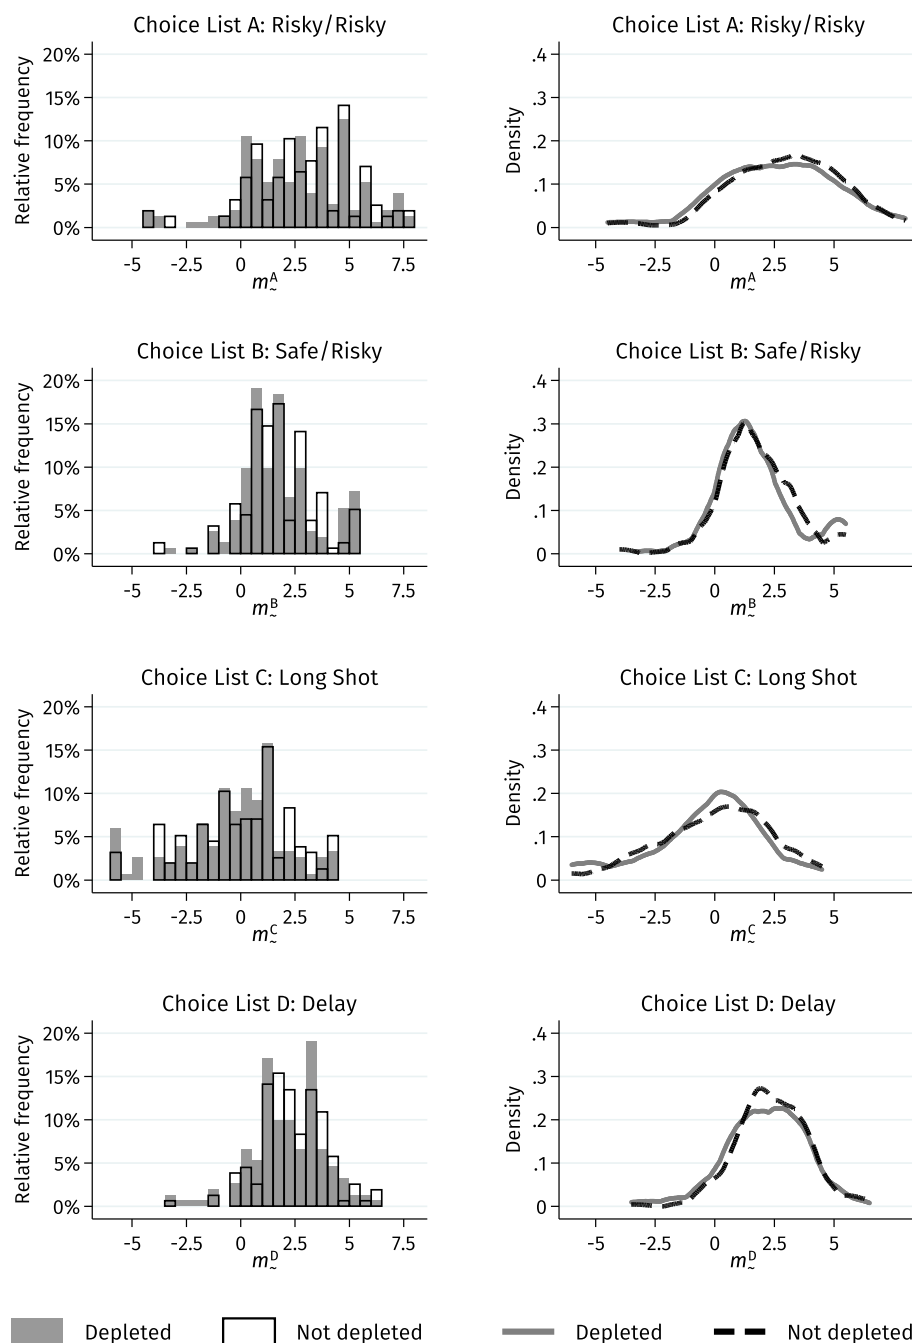 Choice List A: Risky/Risky
Relative frequency
20%
15%
10%
5%
0%
-5 -2.5 0 2.5 5 7.5
m~A
Choice List A: Risky/Risky
Density
.4
.3
.2
.1
0
-5 -2.5 0 2.5 5
m~A
Choice List B: Safe/Risky
Relative frequency
20%
15%
10%
5%
0%
-5 -2.5 0 2.5 5 7.5
m~B
Choice List B: Safe/Risky
Density
.4
.3
.2
.1
0
-5 -2.5 0 2.5 5
m~B
Choice List C: Long Shot
Relative frequency
20%
15%
10%
5%
0%
-5 -2.5 0 2.5 5 7.5
m~C
Choice List C: Long Shot
Density
.4
.3
.2
.1
0
-5 -2.5 0 2.5 5
m~C
Choice List D: Delay
Relative frequency
20%
15%
10%
5%
0%
-5 -2.5 0 2.5 5 7.5
m~D
Choice List D: Delay
Density
.4
.3
.2
.1
0
-5 -2.5 0 2.5 5
m~D
Depleted Not depleted
Depleted Not depleted